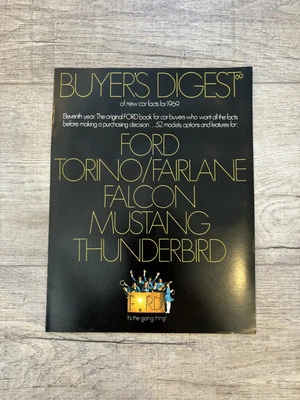 BUYER'S DIGEST 69
of new car facts for 1969
Eleventh year. The original FORD book for car buyers who want all the facts
before making a purchasing decision . . . 52 models, options and features for:
FORD
TORINO/FAIRLANE
FALCON
MUSTANG
THUNDERBIRD
FORD
It's the going thing!